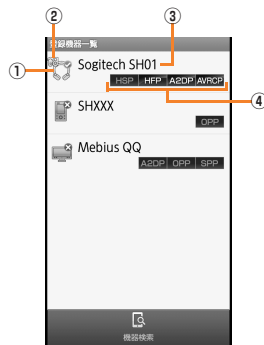 ②
③
①
④
登録機器一覧
Sogitech SH01
HSP HFP A2DP AVRCP
SHXXX
OPP
Mebius QQ
A2DP OPP SPP
機器検索